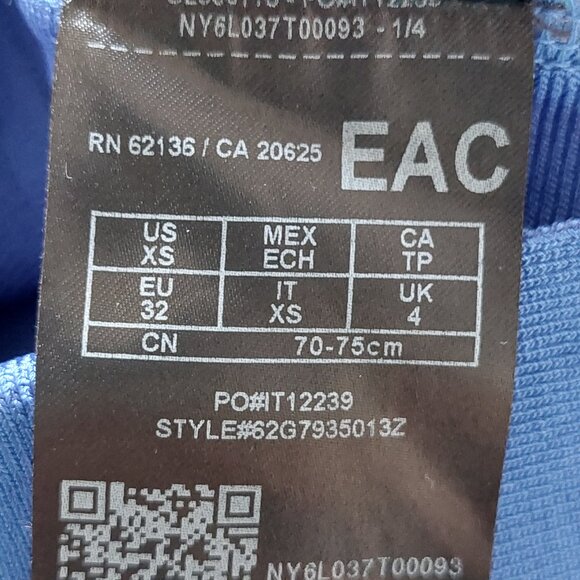 NY6L037T00093 - 1/4
RN 62136 / CA 20625
EAC
US XS
MEX ECH
CA TP
EU 32
IT XS
UK 4
CN 70-75cm
PO#IT12239
STYLE#62G7935013Z
NY6L037T00093